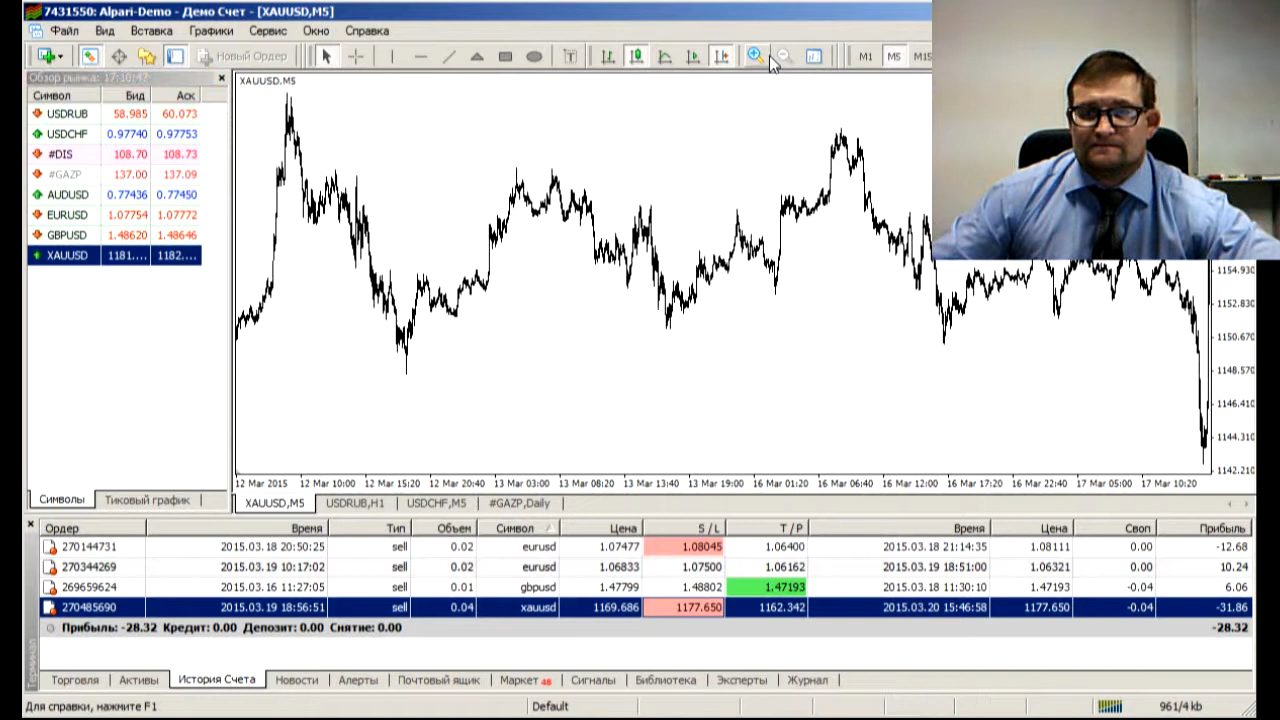 7431550: Alpari-Demo - Демо Счет - [XAUUSD,M5]
Файл Вид Вставка Графики Сервис Окно Справка
Новый Ордер M1 M5 M15
Обзор рынка: 17:10:47
Символ Бид Аск
USDRUB 58.985 60.073
USDCHF 0.97740 0.97753
#DIS 108.70 108.73
#GAZP 137.00 137.09
AUDUSD 0.77436 0.77450
EURUSD 1.07754 1.07772
GBPUSD 1.48620 1.48646
XAUUSD 1181.... 1182....
Символы Тиковый график
XAUUSD,M5
1154.930
1152.830
1150.670
1148.570
1146.410
1144.310
1142.210
12 Mar 2015 12 Mar 10:00 12 Mar 15:20 12 Mar 20:40 13 Mar 03:00 13 Mar 08:20 13 Mar 13:40 13 Mar 19:00 16 Mar 01:20 16 Mar 06:40 16 Mar 12:00 16 Mar 17:20 16 Mar 22:40 17 Mar 05:00 17 Mar 10:20
XAUUSD,M5 USDRUB,H1 USDCHF,M5 #GAZP,Daily
Ордер Время Тип Объем Символ Цена S / L T / P Время Цена Своп Прибыль
270144731 2015.03.18 20:50:25 sell 0.02 eurusd 1.07477 1.08045 1.06400 2015.03.18 21:14:35 1.08111 0.00 -12.68
270344269 2015.03.19 10:17:02 sell 0.02 eurusd 1.06833 1.07500 1.06162 2015.03.19 18:51:00 1.06321 0.00 10.24
269659624 2015.03.16 11:27:05 sell 0.01 gbpusd 1.47799 1.48802 1.47193 2015.03.18 11:30:10 1.47193 -0.04 6.06
270485690 2015.03.19 18:56:51 sell 0.04 xauusd 1169.686 1177.650 1162.342 2015.03.20 15:46:58 1177.650 -0.04 -31.86
Прибыль: -28.32 Кредит: 0.00 Депозит: 0.00 Снятие: 0.00 -28.32
Терминал
Торговля Активы История Счета Новости Алерты Почтовый ящик Маркет 48 Сигналы Библиотека Эксперты Журнал
Для справки, нажмите F1 Default 961/4 kb